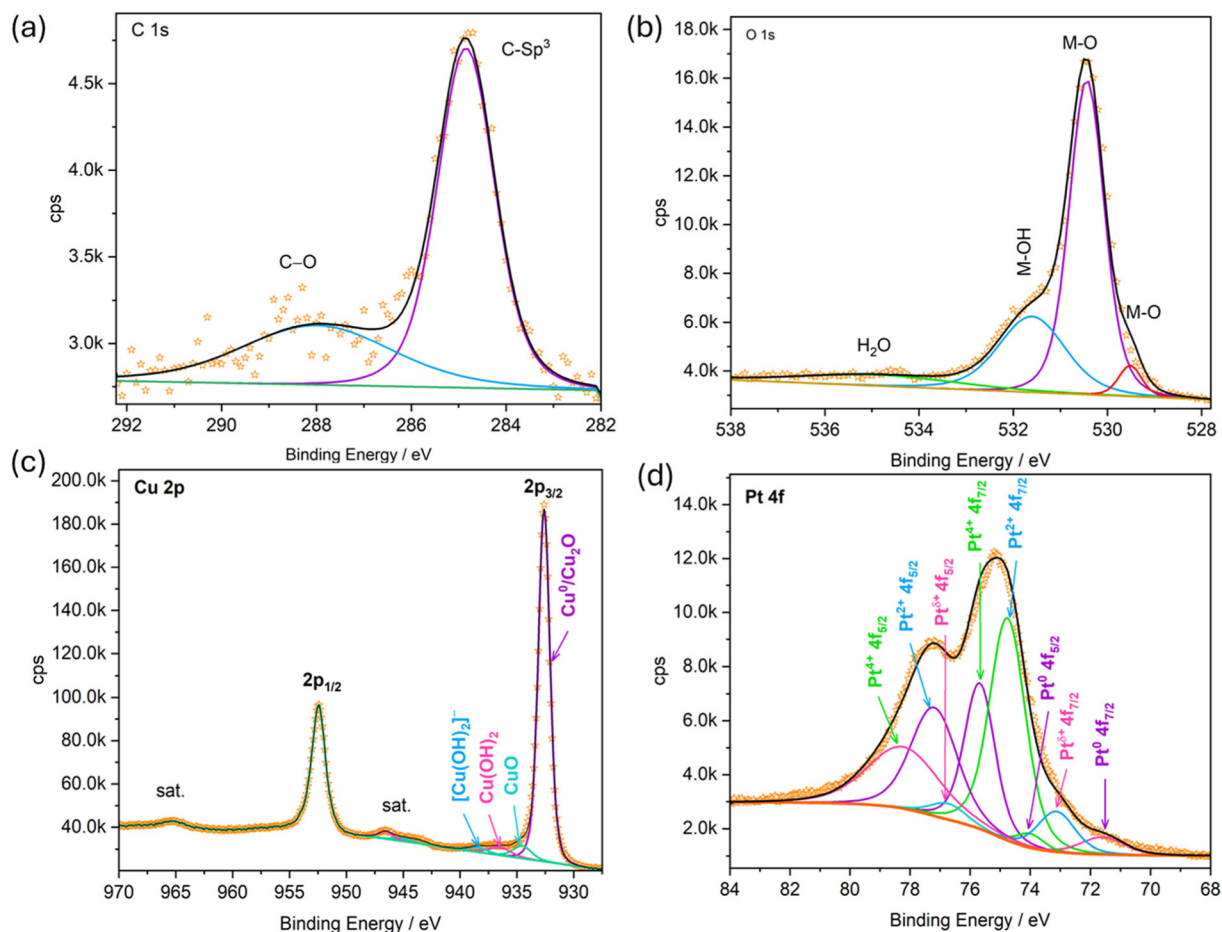 (a)
C 1s
C-Sp³
C–O
4.5k
4.0k
3.5k
3.0k
cps
292 290 288 286 284 282
Binding Energy / eV
(b)
O 1s
M-O
M-OH
M-O
H₂O
18.0k
16.0k
14.0k
12.0k
10.0k
8.0k
6.0k
4.0k
cps
538 536 534 532 530 528
Binding Energy / eV
(c)
Cu 2p
2p₃/₂
Cu⁰/Cu₂O
2p₁/₂
[Cu(OH)₂]⁻
Cu(OH)₂
CuO
sat.
sat.
200.0k
180.0k
160.0k
140.0k
120.0k
100.0k
80.0k
60.0k
40.0k
cps
970 965 960 955 950 945 940 935 930
Binding Energy / eV
(d)
Pt 4f
Pt⁴⁺ 4f₅/₂
Pt²⁺ 4f₅/₂
Pt^δ+ 4f₅/₂
Pt⁴⁺ 4f₇/₂
Pt²⁺ 4f₇/₂
Pt⁰ 4f₅/₂
Pt^δ+ 4f₇/₂
Pt⁰ 4f₇/₂
14.0k
12.0k
10.0k
8.0k
6.0k
4.0k
2.0k
cps
84 82 80 78 76 74 72 70 68
Binding Energy / eV